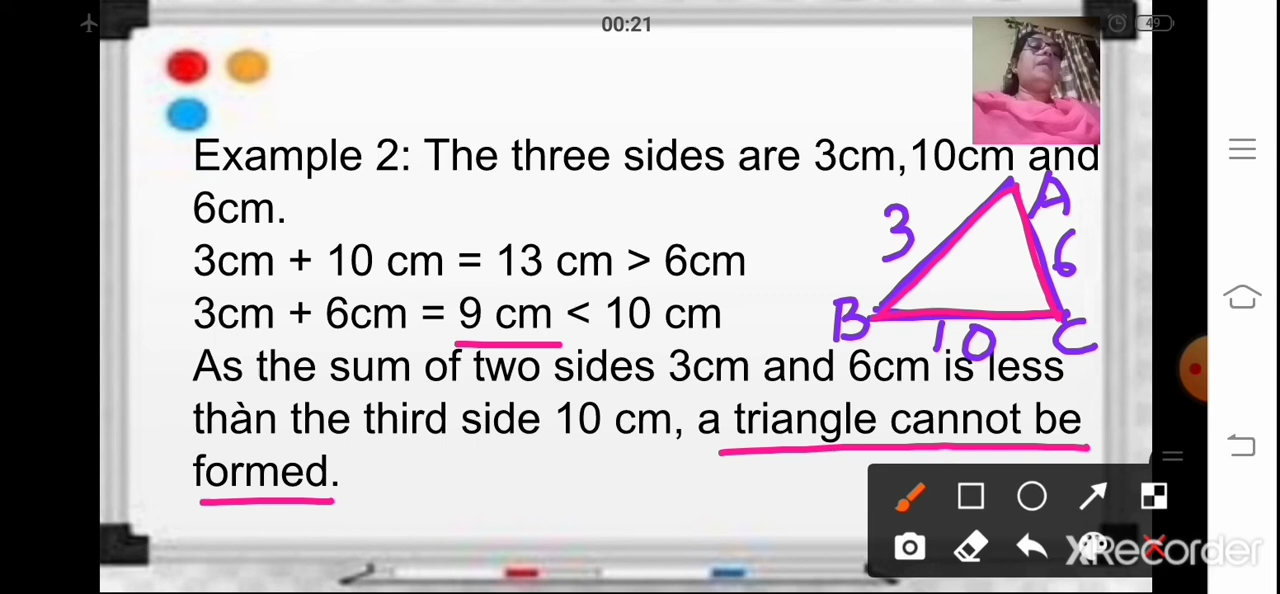 00:21
49
Example 2: The three sides are 3cm,10cm and
6cm.
3cm + 10 cm = 13 cm > 6cm
3cm + 6cm = 9 cm < 10 cm
As the sum of two sides 3cm and 6cm is less
thàn the third side 10 cm, a triangle cannot be
formed.
A
3
6
B
10
C
XRecorder